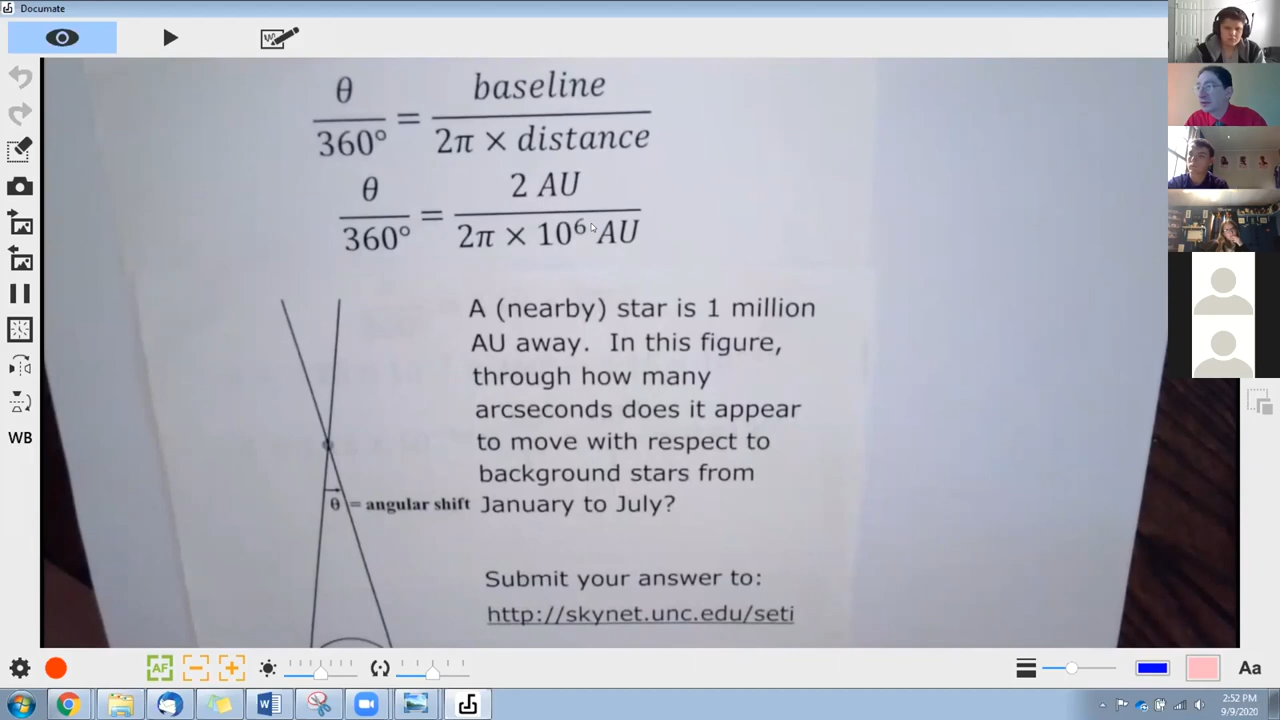 Documate
θ/360° = baseline/2π × distance
θ/360° = 2 AU/2π × 10⁶ AU
A (nearby) star is 1 million
AU away. In this figure,
through how many
arcseconds does it appear
to move with respect to
background stars from
January to July?
θ = angular shift
Submit your answer to:
http://skynet.unc.edu/seti
WB
AF
Aa
2:52 PM
9/9/2020